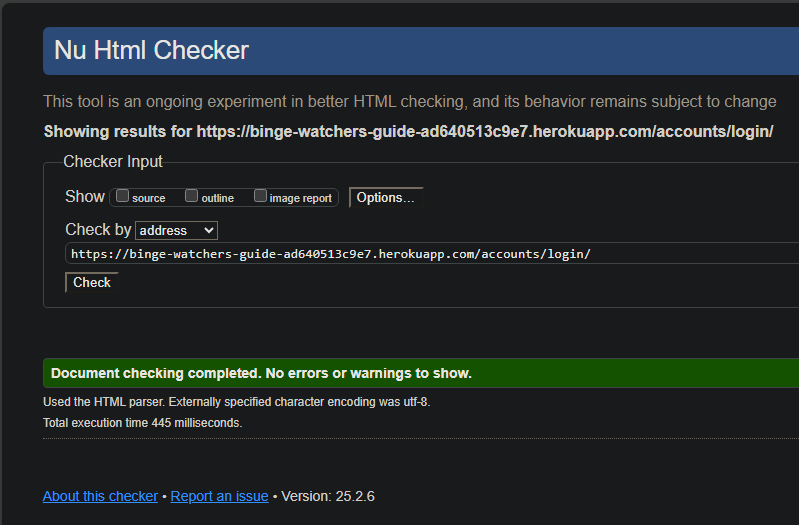 Nu Html Checker
This tool is an ongoing experiment in better HTML checking, and its behavior remains subject to change
Showing results for https://binge-watchers-guide-ad640513c9e7.herokuapp.com/accounts/login/
Checker Input
Show source outline image report Options...
Check by address
https://binge-watchers-guide-ad640513c9e7.herokuapp.com/accounts/login/
Check
Document checking completed. No errors or warnings to show.
Used the HTML parser. Externally specified character encoding was utf-8.
Total execution time 445 milliseconds.
About this checker • Report an issue • Version: 25.2.6